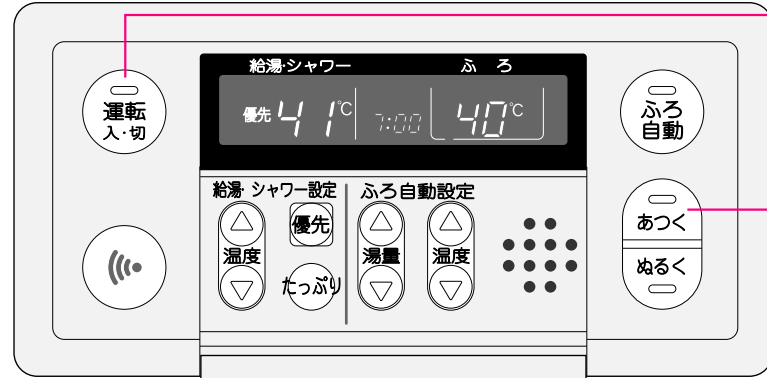 給湯・シャワー
ふろ
運転
入・切
優先 41℃
7:00
40℃
ふろ
自動
給湯・シャワー設定
ふろ自動設定
優先
温度
たっぷり
湯量
温度
あつく
ぬるく